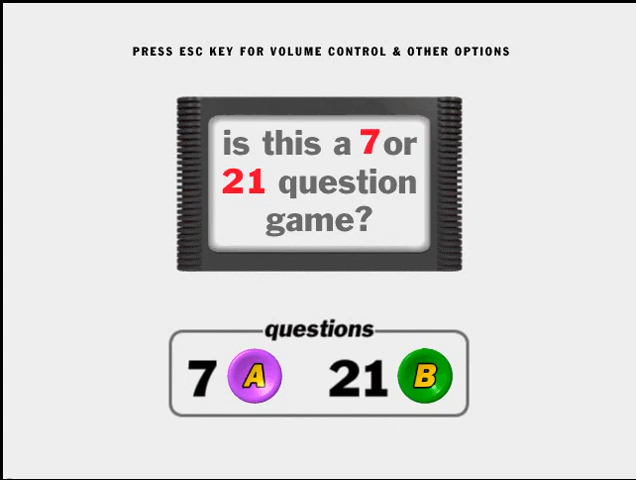 PRESS ESC KEY FOR VOLUME CONTROL & OTHER OPTIONS
is this a 7 or
21 question
game?
questions
7 A 21 B